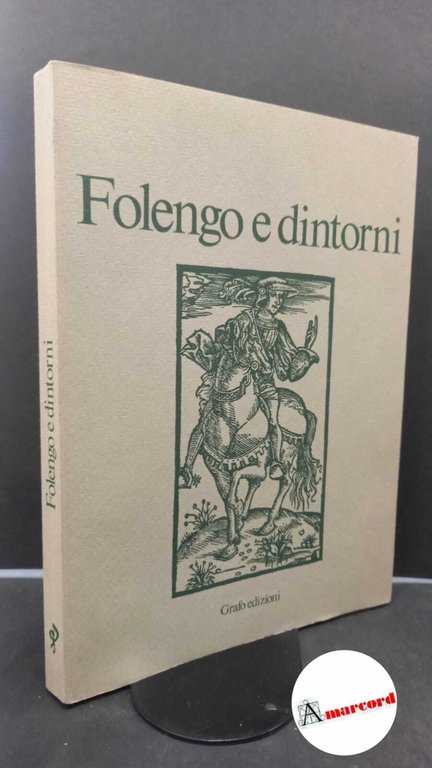 Folengo e dintorni
Grafo edizioni
Folengo e dintorni
Amarcord